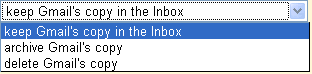 keep Gmail's copy in the Inbox
keep Gmail's copy in the Inbox
archive Gmail's copy
delete Gmail's copy